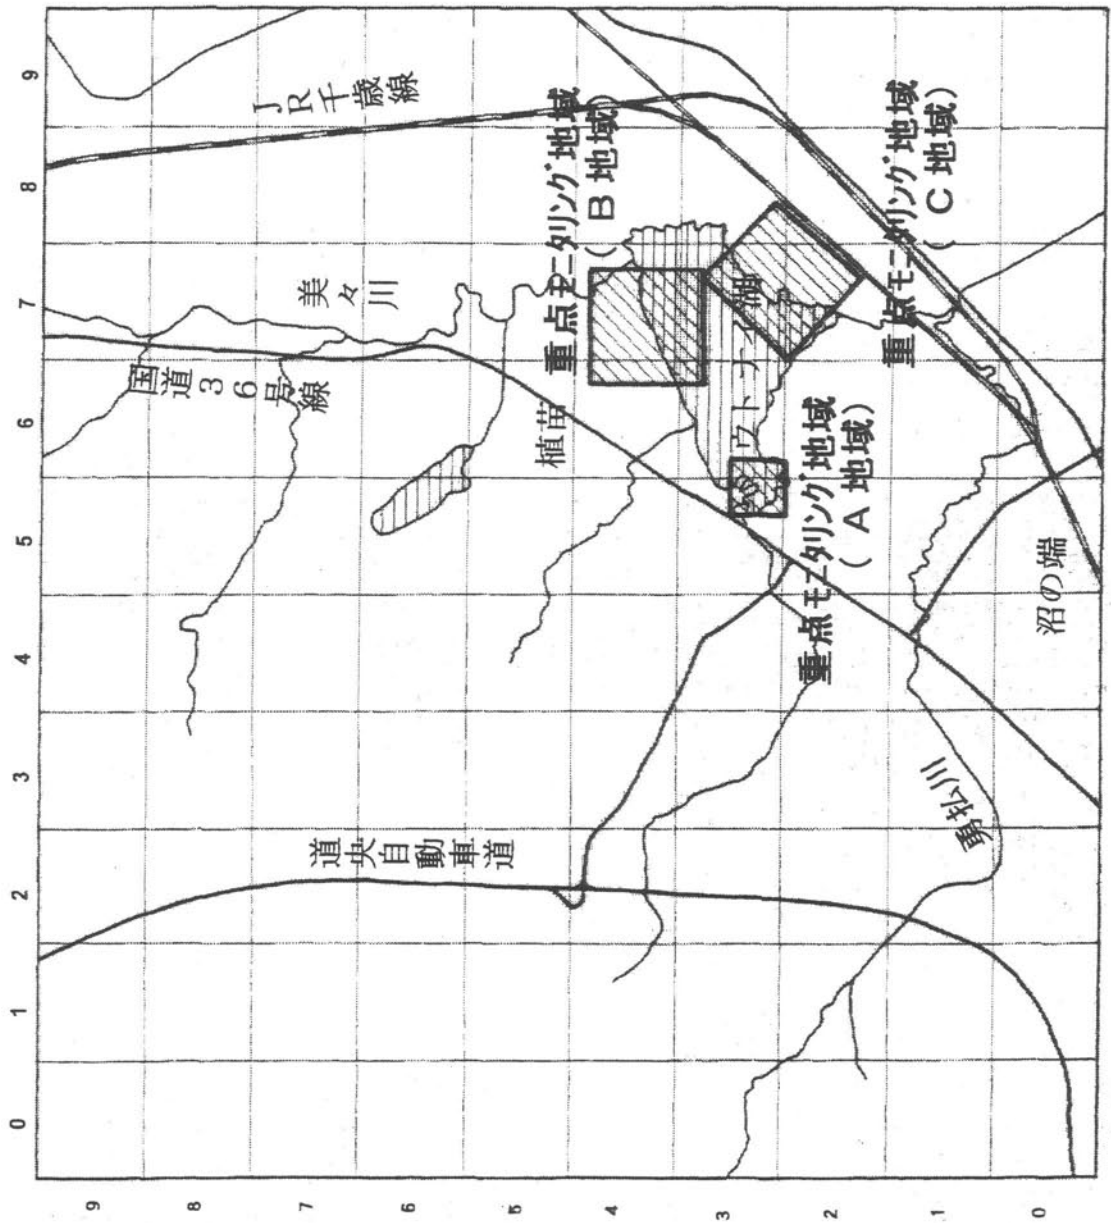 0 1 2 3 4 5 6 7 8 9
9
8
7
6
5
4
3
2
1
0
JR千歳線
美々川
国道36号線
道央自動車道
植苗
重点モニタリング地域
（B地域）
ウトナイ湖
重点モニタリング地域
（A地域）
重点モニタリング地域
（C地域）
勇払川
沼の端